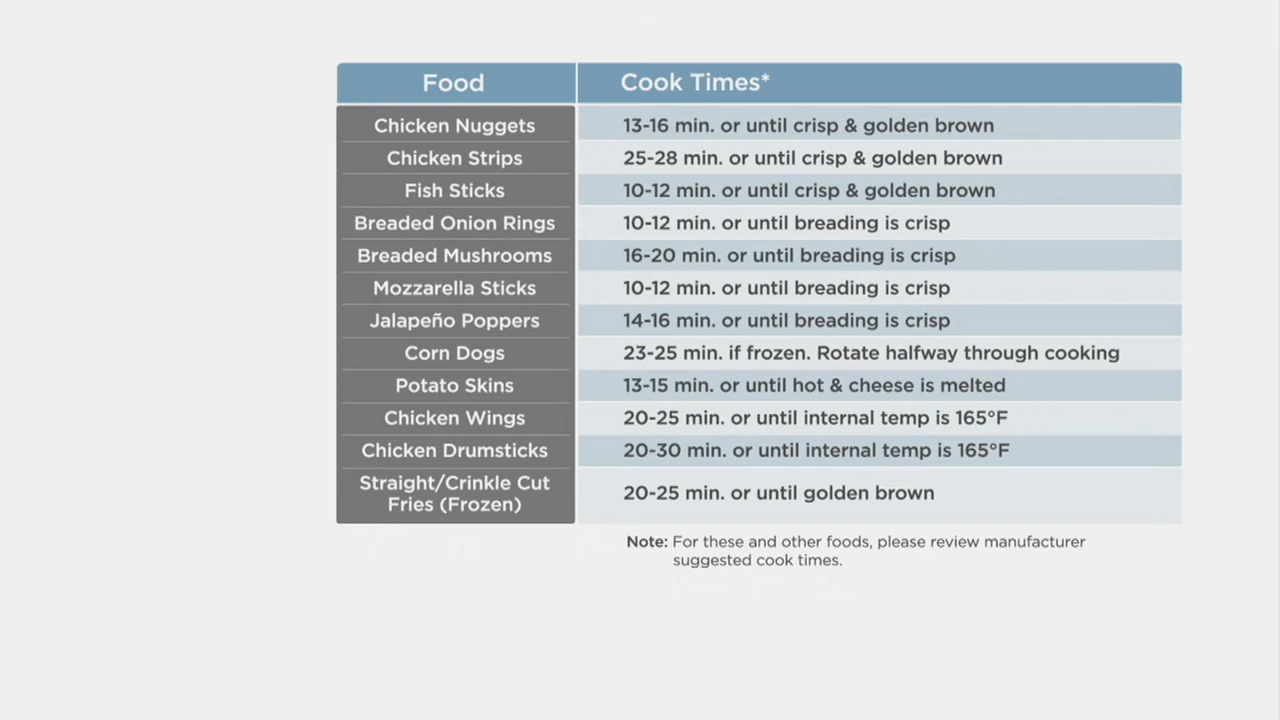 Food Cook Times*
Chicken Nuggets 13-16 min. or until crisp & golden brown
Chicken Strips 25-28 min. or until crisp & golden brown
Fish Sticks 10-12 min. or until crisp & golden brown
Breaded Onion Rings 10-12 min. or until breading is crisp
Breaded Mushrooms 16-20 min. or until breading is crisp
Mozzarella Sticks 10-12 min. or until breading is crisp
Jalapeño Poppers 14-16 min. or until breading is crisp
Corn Dogs 23-25 min. if frozen. Rotate halfway through cooking
Potato Skins 13-15 min. or until hot & cheese is melted
Chicken Wings 20-25 min. or until internal temp is 165°F
Chicken Drumsticks 20-30 min. or until internal temp is 165°F
Straight/Crinkle Cut
Fries (Frozen) 20-25 min. or until golden brown
Note: For these and other foods, please review manufacturer
suggested cook times.